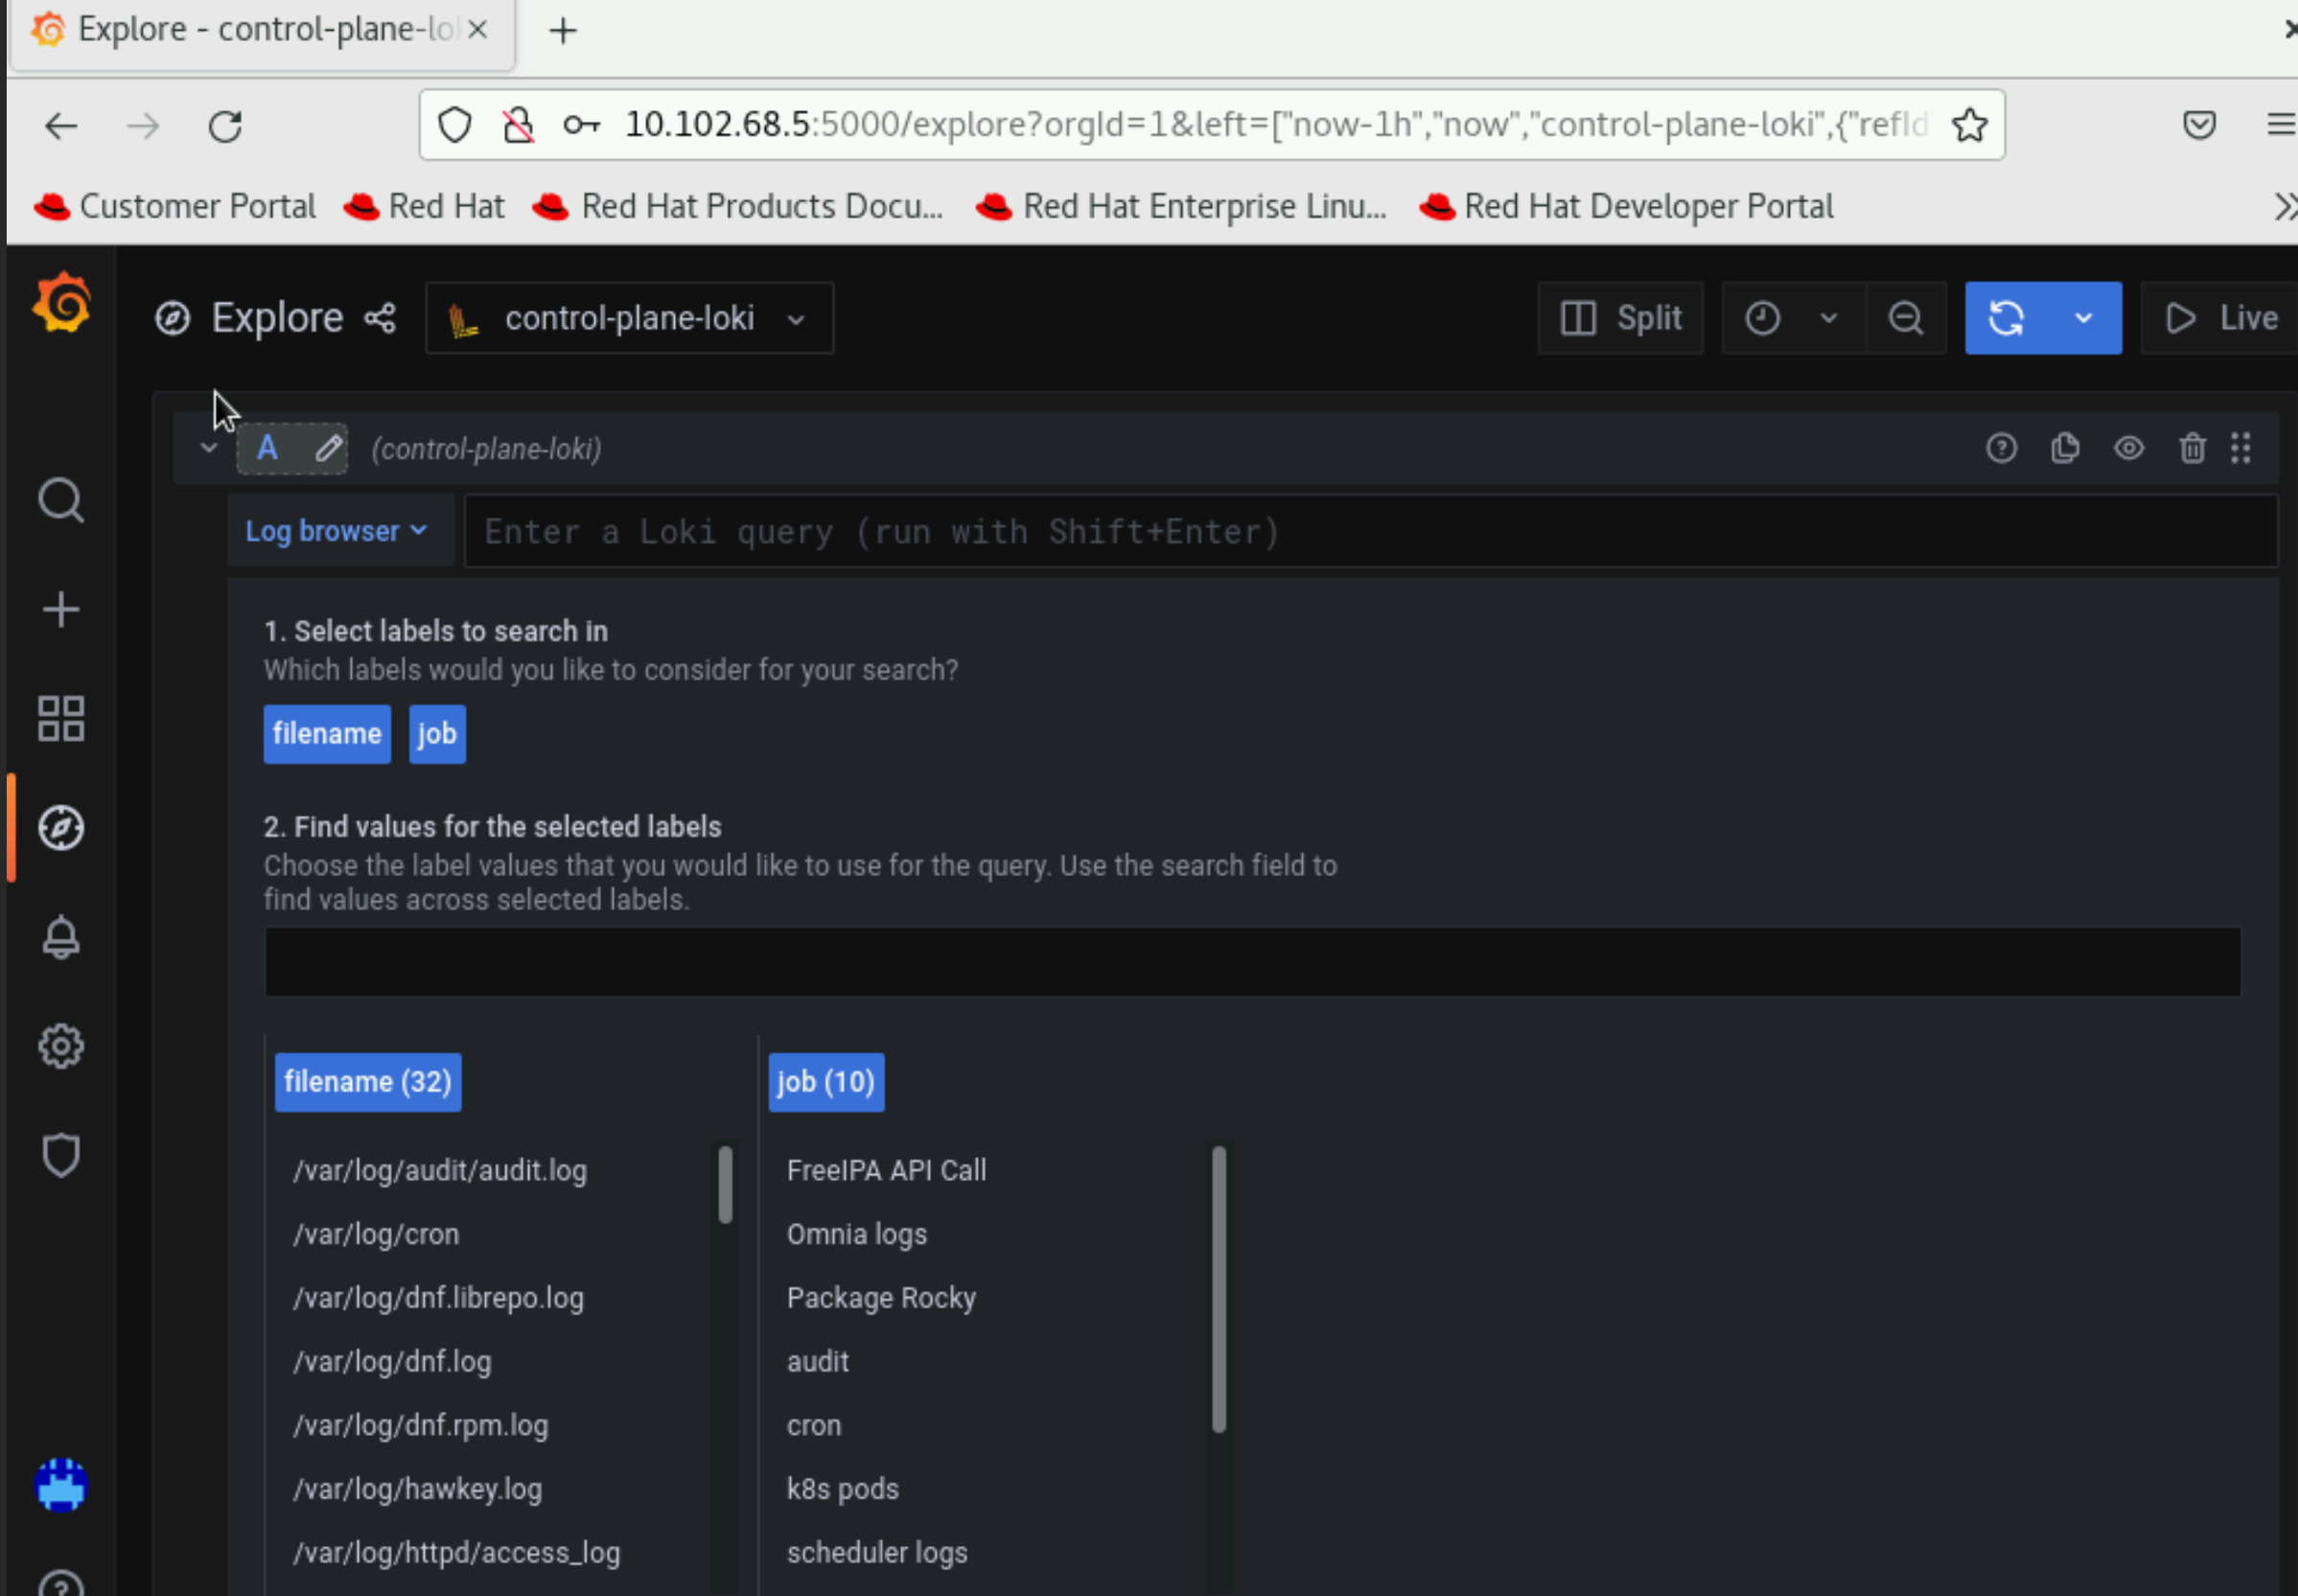 Explore - control-plane-lo
10.102.68.5:5000/explore?orgId=1&left=["now-1h","now","control-plane-loki",{"refId
Customer Portal Red Hat Red Hat Products Docu... Red Hat Enterprise Linu... Red Hat Developer Portal
Explore control-plane-loki Split Live
A (control-plane-loki)
Log browser Enter a Loki query (run with Shift+Enter)
1. Select labels to search in
Which labels would you like to consider for your search?
filename job
2. Find values for the selected labels
Choose the label values that you would like to use for the query. Use the search field to
find values across selected labels.
filename (32) job (10)
/var/log/audit/audit.log FreeIPA API Call
/var/log/cron Omnia logs
/var/log/dnf.librepo.log Package Rocky
/var/log/dnf.log audit
/var/log/dnf.rpm.log cron
/var/log/hawkey.log k8s pods
/var/log/httpd/access_log scheduler logs